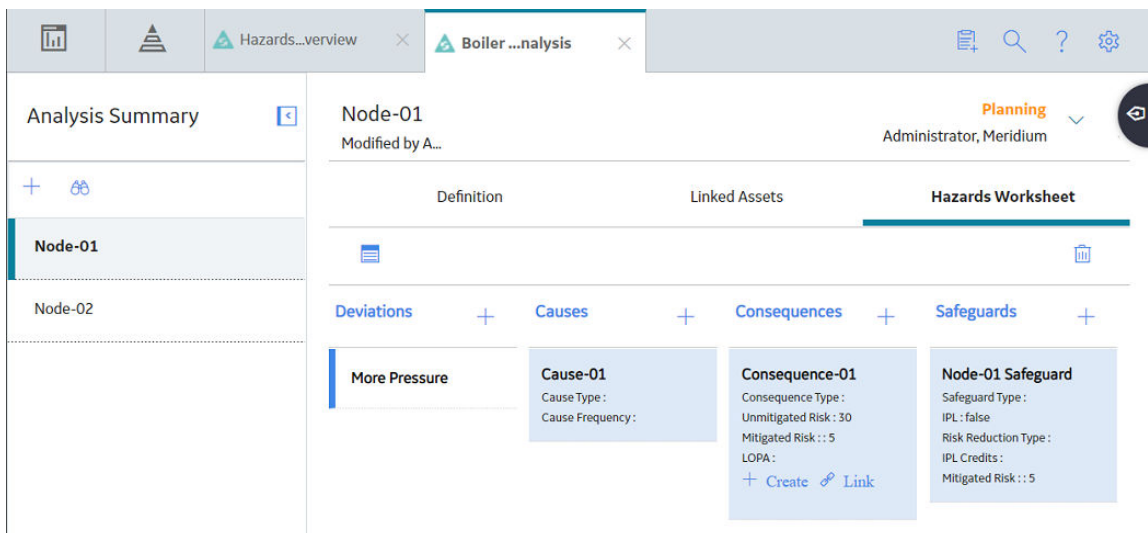 Hazards...verview
Boiler ...nalysis
Analysis Summary
Node-01
Modified by A...
Planning
Administrator, Meridium
Definition
Linked Assets
Hazards Worksheet
Node-01
Node-02
Deviations
Causes
Consequences
Safeguards
More Pressure
Cause-01
Cause Type :
Cause Frequency :
Consequence-01
Consequence Type :
Unmitigated Risk : 30
Mitigated Risk : : 5
LOPA :
+ Create Link
Node-01 Safeguard
Safeguard Type :
IPL : false
Risk Reduction Type :
IPL Credits :
Mitigated Risk : : 5